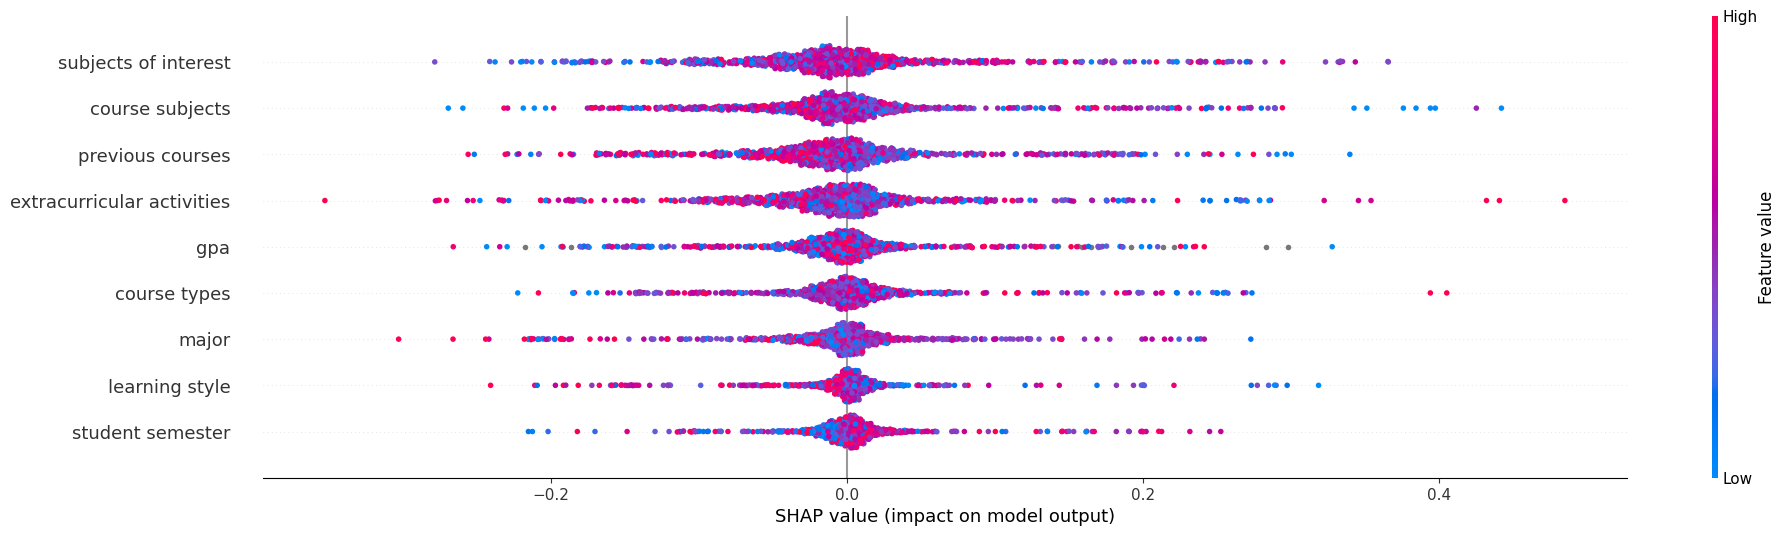 High
subjects of interest
course subjects
previous courses
extracurricular activities
gpa
course types
major
learning style
student semester
Feature value
Low
−0.2 0.0 0.2 0.4
SHAP value (impact on model output)